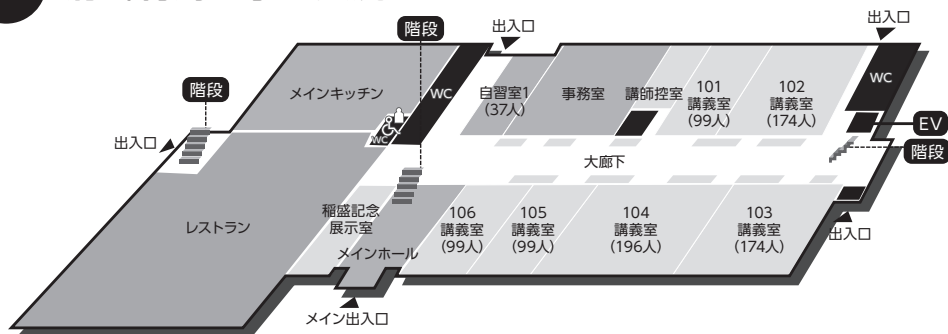 出入口
階段
出入口
WC
自習室1
(37人)
事務室
講師控室
101
講義室
(99人)
102
講義室
(174人)
WC
メインキッチン
階段
WC
EV
階段
出入口
大廊下
レストラン
稲盛記念
展示室
メインホール
106
講義室
(99人)
105
講義室
(99人)
104
講義室
(196人)
103
講義室
(174人)
出入口
メイン出入口